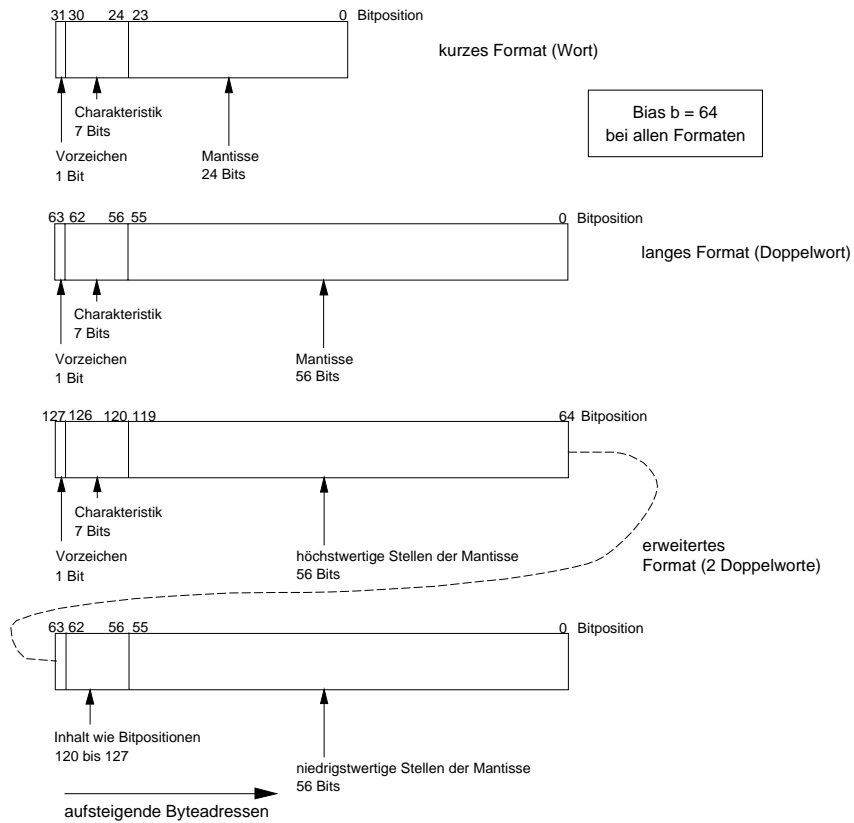 31 30 24 23 0 Bitposition
kurzes Format (Wort)
Charakteristik
7 Bits
Bias b = 64
bei allen Formaten
Vorzeichen
1 Bit
Mantisse
24 Bits
63 62 56 55 0 Bitposition
langes Format (Doppelwort)
Charakteristik
7 Bits
Vorzeichen
1 Bit
Mantisse
56 Bits
127 126 120 119 64 Bitposition
Charakteristik
7 Bits
Vorzeichen
1 Bit
höchstwertige Stellen der Mantisse
56 Bits
erweitertes
Format (2 Doppelworte)
63 62 56 55 0 Bitposition
Inhalt wie Bitpositionen
120 bis 127
niedrigstwertige Stellen der Mantisse
56 Bits
aufsteigende Byteadressen